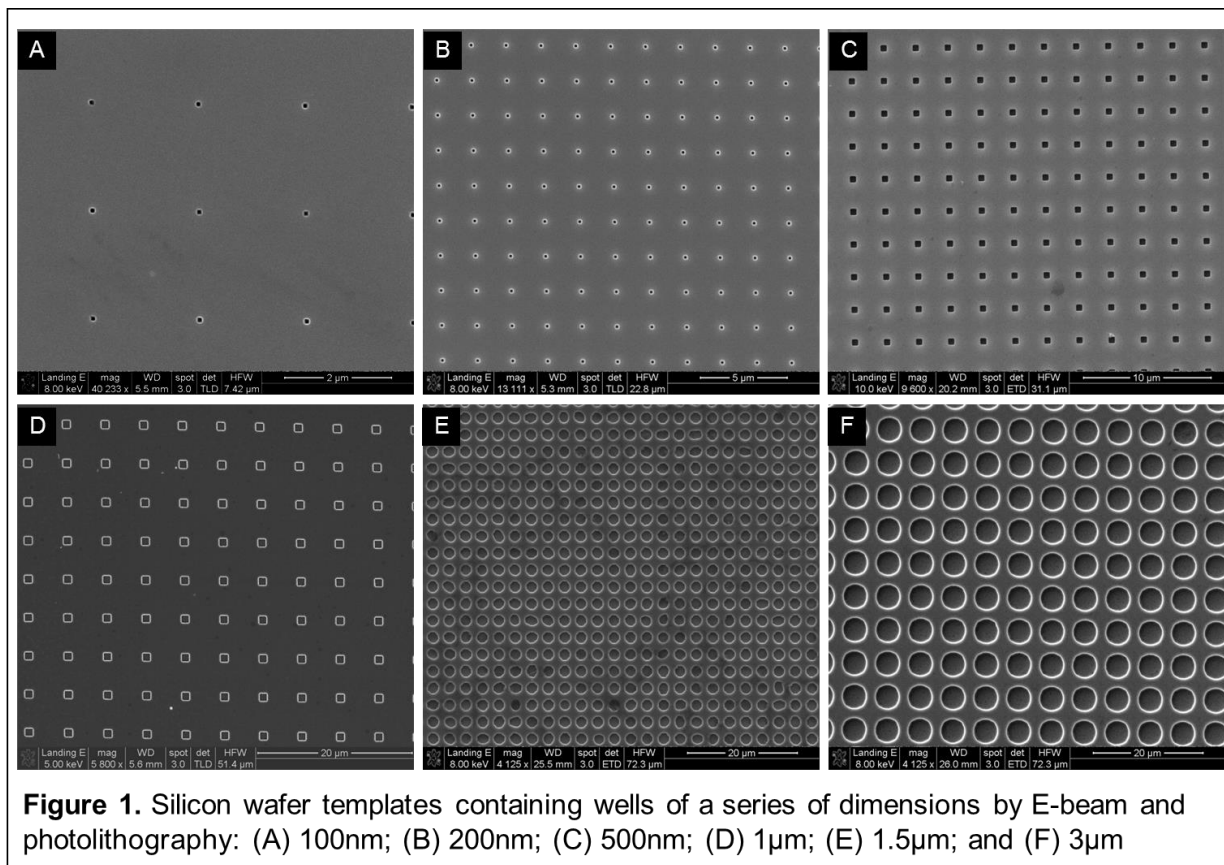 A
B
C
Landing E mag WD spot det HFW 2 µm
8.00 keV 40 233 x 5.5 mm 3.0 TLD 7.42 µm
Landing E mag WD spot det HFW 5 µm
8.00 keV 13 111 x 5.3 mm 3.0 TLD 22.8 µm
Landing E mag WD spot det HFW 10 µm
10.0 keV 9 600 x 20.2 mm 3.0 ETD 31.1 µm
D
E
F
Landing E mag WD spot det HFW 20 µm
5.00 keV 5 800 x 5.6 mm 3.0 TLD 51.4 µm
Landing E mag WD spot det HFW 20 µm
8.00 keV 4 125 x 25.5 mm 3.0 ETD 72.3 µm
Landing E mag WD spot det HFW 20 µm
8.00 keV 4 125 x 26.0 mm 3.0 ETD 72.3 µm
Figure 1. Silicon wafer templates containing wells of a series of dimensions by E-beam and
photolithography: (A) 100nm; (B) 200nm; (C) 500nm; (D) 1µm; (E) 1.5µm; and (F) 3µm